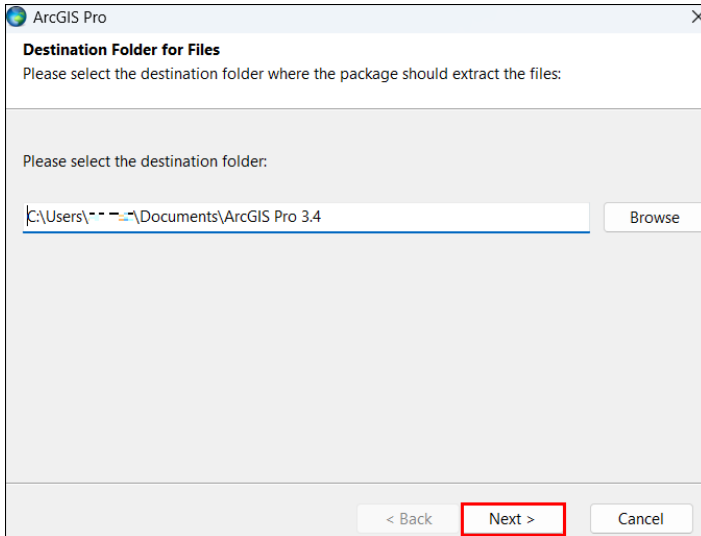 ArcGIS Pro
Destination Folder for Files
Please select the destination folder where the package should extract the files:
Please select the destination folder:
C:\Users\ \Documents\ArcGIS Pro 3.4
Browse
< Back
Next >
Cancel